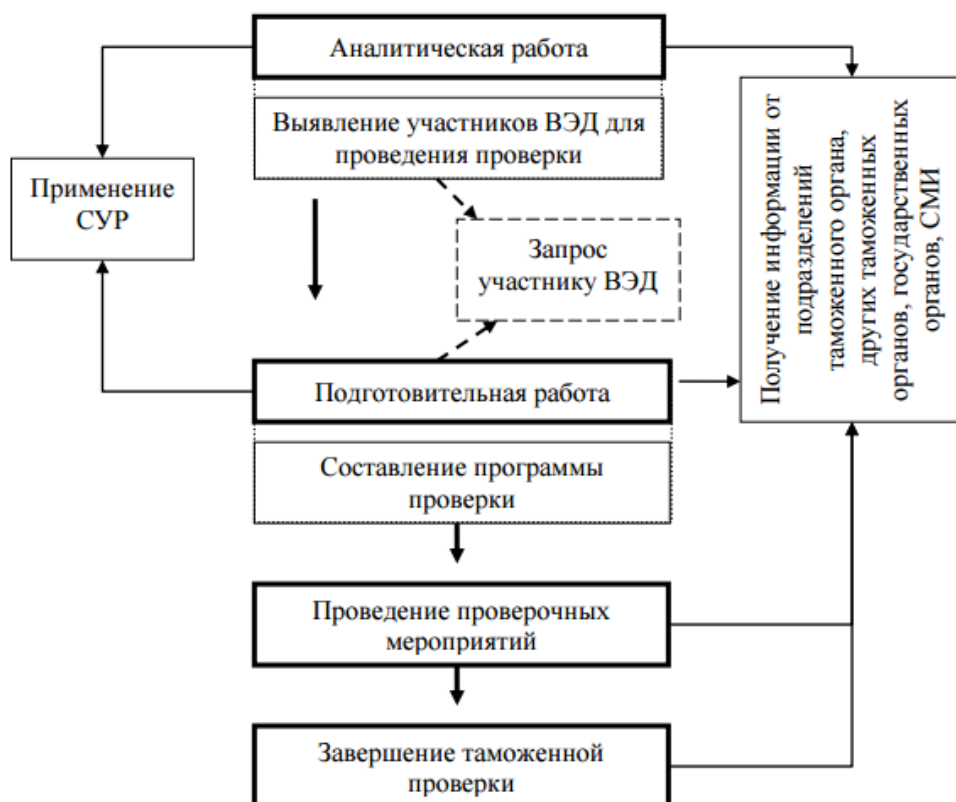 Аналитическая работа
Выявление участников ВЭД для
проведения проверки
Применение
СУР
Запрос
участнику ВЭД
Получение информации от
подразделений
таможенного органа,
других таможенных
органов, государственных
органов, СМИ
Подготовительная работа
Составление программы
проверки
Проведение проверочных
мероприятий
Завершение таможенной
проверки